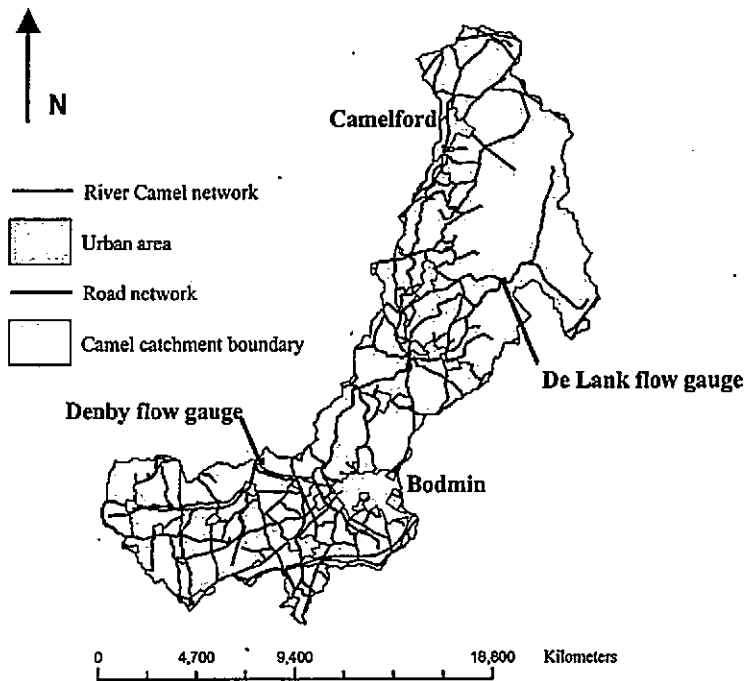 N
Camelford
River Camel network
Urban area
Road network
Camel catchment boundary
De Lank flow gauge
Denby flow gauge
Bodmin
0 4,700 9,400 18,800 Kilometers